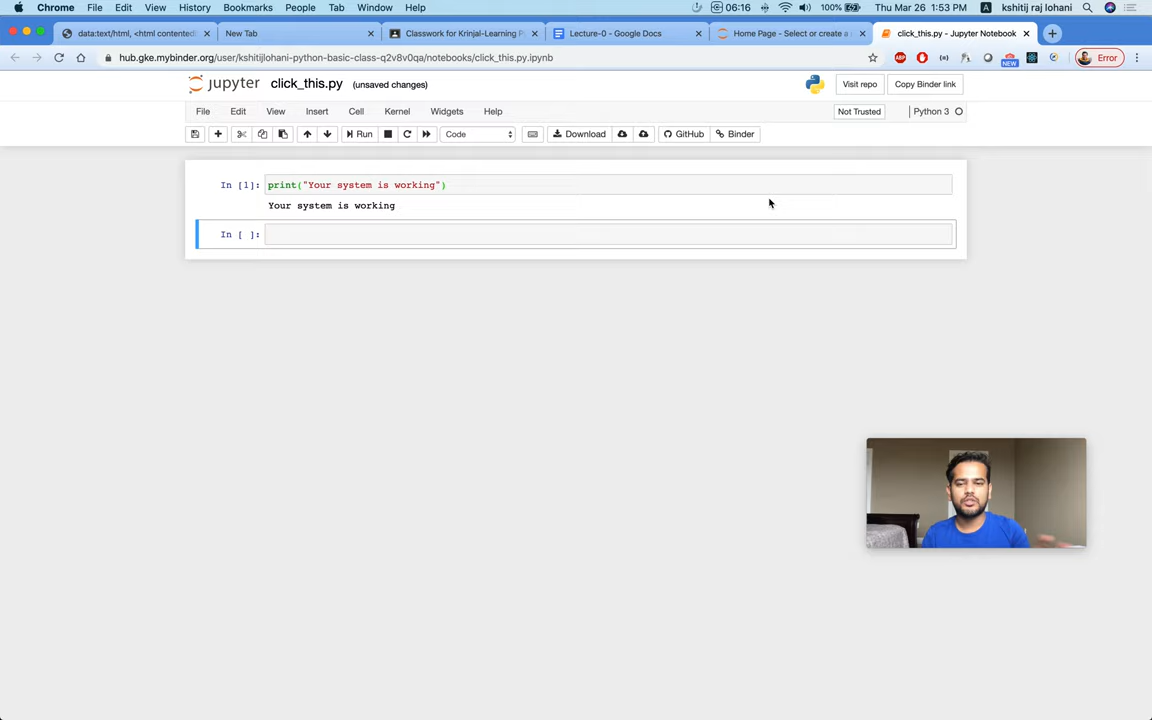 Chrome File Edit View History Bookmarks People Tab Window Help 06:16 100% Thu Mar 26 1:53 PM kshitij raj lohani
data:text/html, <html contentedi New Tab Classwork for Krinjal-Learning P Lecture-0 - Google Docs Home Page - Select or create a click_this.py - Jupyter Notebook
hub.gke.mybinder.org/user/kshitijlohani-python-basic-class-q2v8v0qa/notebooks/click_this.py.ipynb ABP NEW Error
jupyter click_this.py (unsaved changes) Visit repo Copy Binder link
File Edit View Insert Cell Kernel Widgets Help Not Trusted Python 3
Run Code Download GitHub Binder
In [1]: print("Your system is working")
Your system is working
In [ ]: